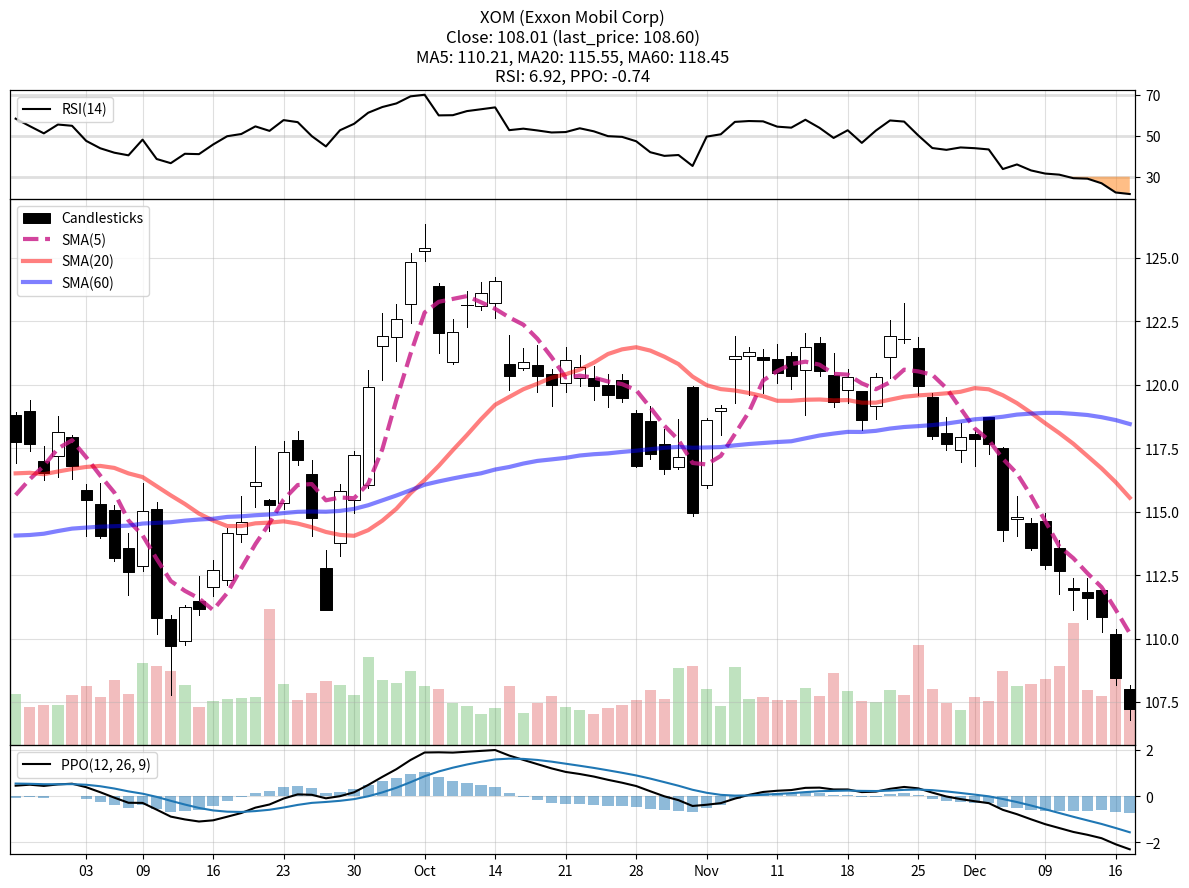 XOM (Exxon Mobil Corp)
Close: 108.01 (last_price: 108.60)
MA5: 110.21, MA20: 115.55, MA60: 118.45
RSI: 6.92, PPO: -0.74
RSI(14)
70
50
30
Candlesticks
SMA(5)
SMA(20)
SMA(60)
125.0
122.5
120.0
117.5
115.0
112.5
110.0
107.5
PPO(12, 26, 9)
2
0
−2
03 09 16 23 30 Oct 14 21 28 Nov 11 18 25 Dec 09 16